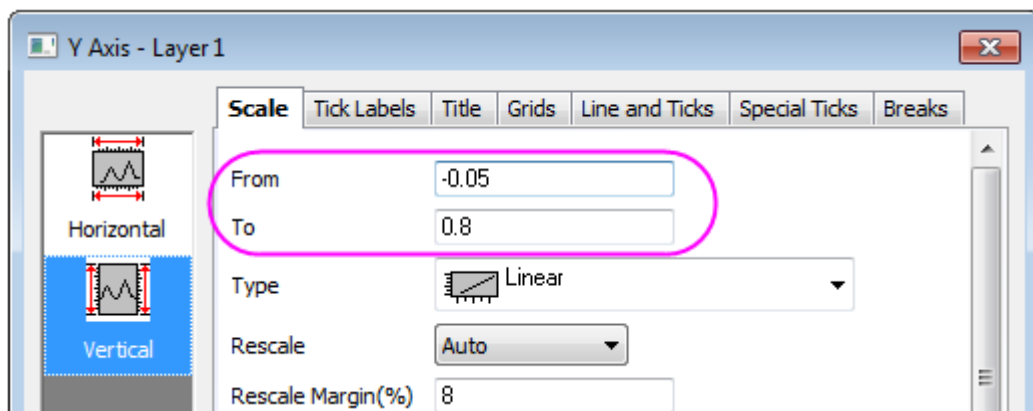 Y Axis - Layer 1
Scale Tick Labels Title Grids Line and Ticks Special Ticks Breaks
Horizontal
Vertical
From -0.05
To 0.8
Type Linear
Rescale Auto
Rescale Margin(%) 8